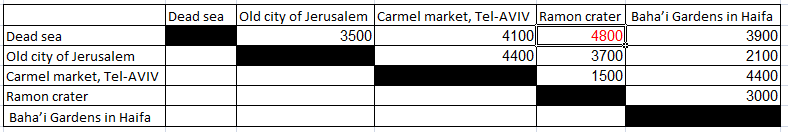 Dead sea Old city of Jerusalem Carmel market, Tel-AVIV Ramon crater Baha’i Gardens in Haifa
Dead sea 3500 4100 4800 3900
Old city of Jerusalem 4400 3700 2100
Carmel market, Tel-AVIV 1500 4400
Ramon crater 3000
Baha’i Gardens in Haifa